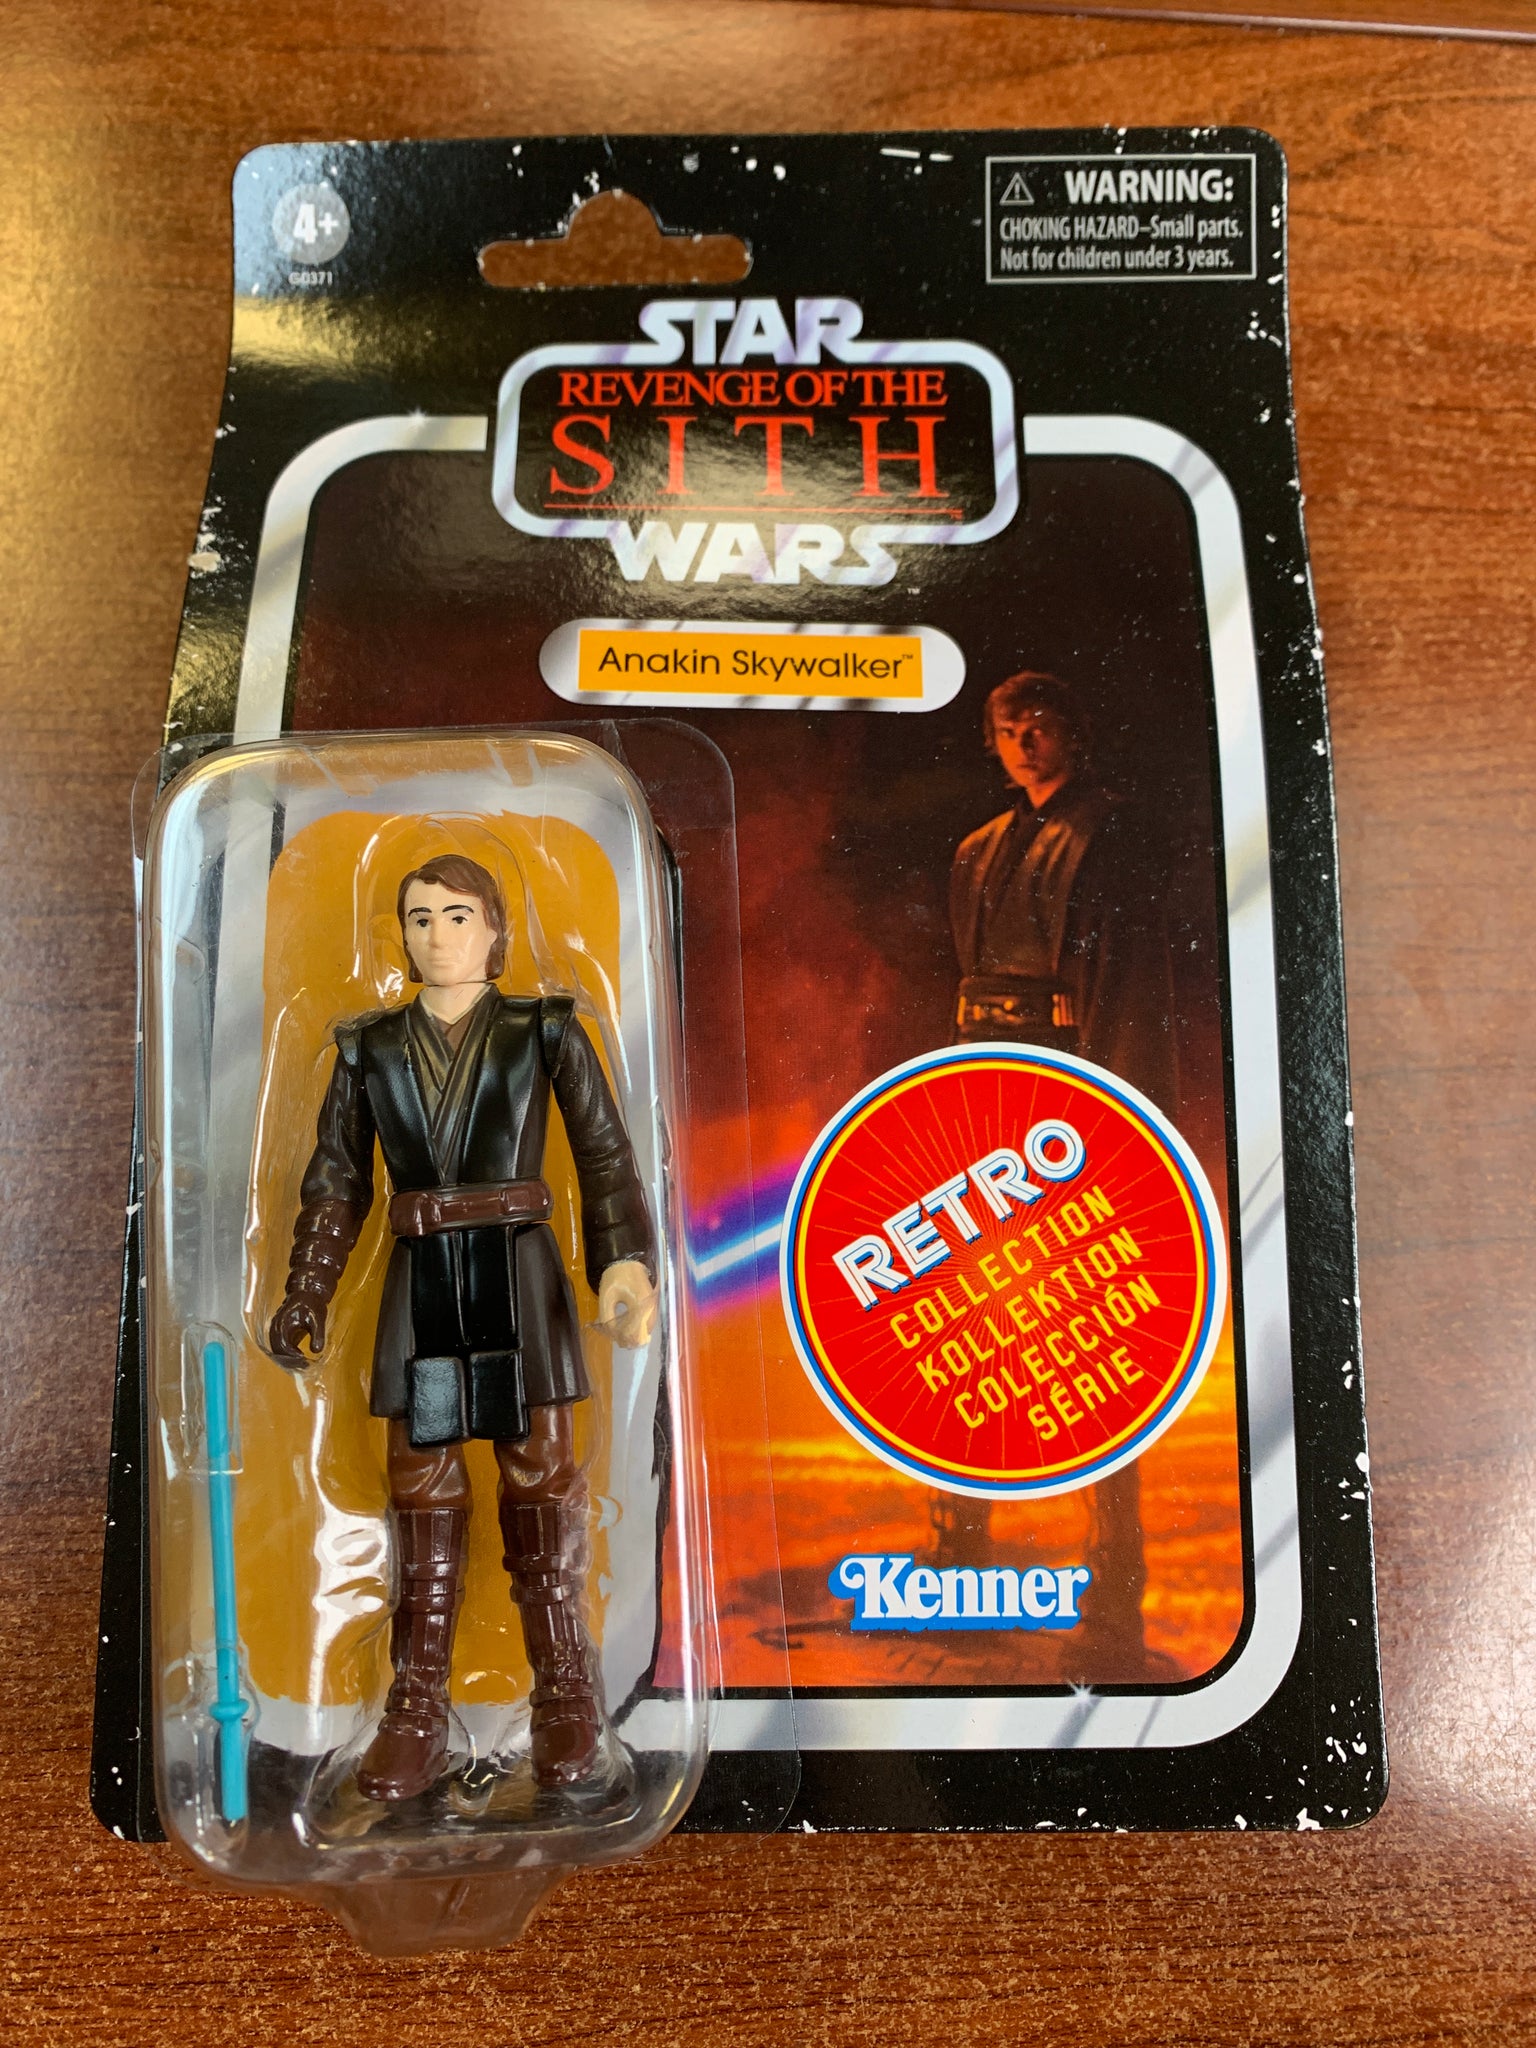 4+
G0371
WARNING:
CHOKING HAZARD–Small parts.
Not for children under 3 years.
STAR
REVENGE OF THE
SITH
WARS™
Anakin Skywalker™
RETRO
COLLECTION
KOLLEKTION
COLECCIÓN
SÉRIE
Kenner